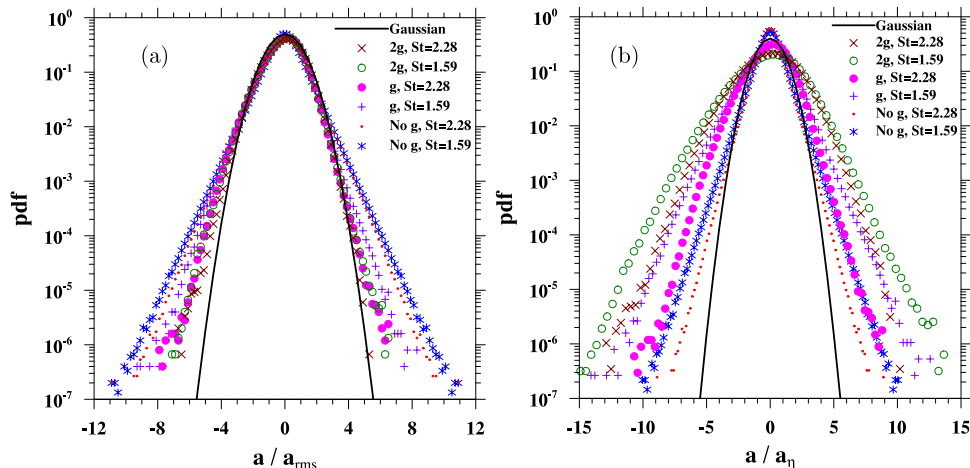 (a)
Gaussian
2g, St=2.28
2g, St=1.59
g, St=2.28
g, St=1.59
No g, St=2.28
No g, St=1.59
pdf
10^0
10^-1
10^-2
10^-3
10^-4
10^-5
10^-6
10^-7
-12 -8 -4 0 4 8 12
a / a_rms
(b)
Gaussian
2g, St=2.28
2g, St=1.59
g, St=2.28
g, St=1.59
No g, St=2.28
No g, St=1.59
pdf
10^0
10^-1
10^-2
10^-3
10^-4
10^-5
10^-6
10^-7
-15 -10 -5 0 5 10 15
a / a_η